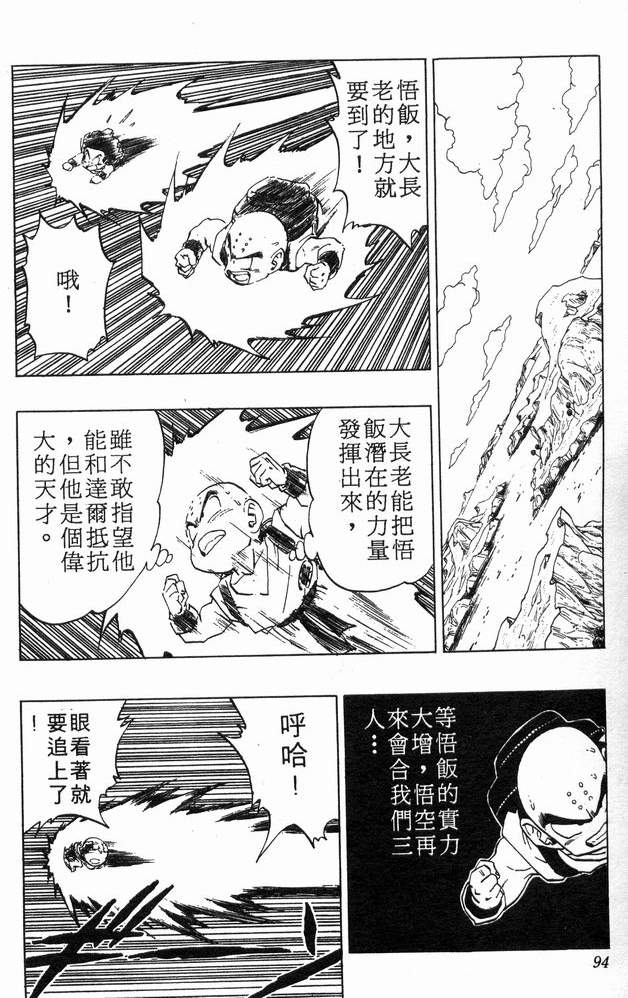 悟飯，大長
老的地方就
要到了！
哦！
大長老能把悟
飯潛在的力量
發揮出來，
雖不敢指望他
能和達爾抵抗
，但他是個偉
大的天才。
等悟飯的實力
大增，悟空再
來會合我們三
人…
呼哈！
眼看著就
要追上了
！
94